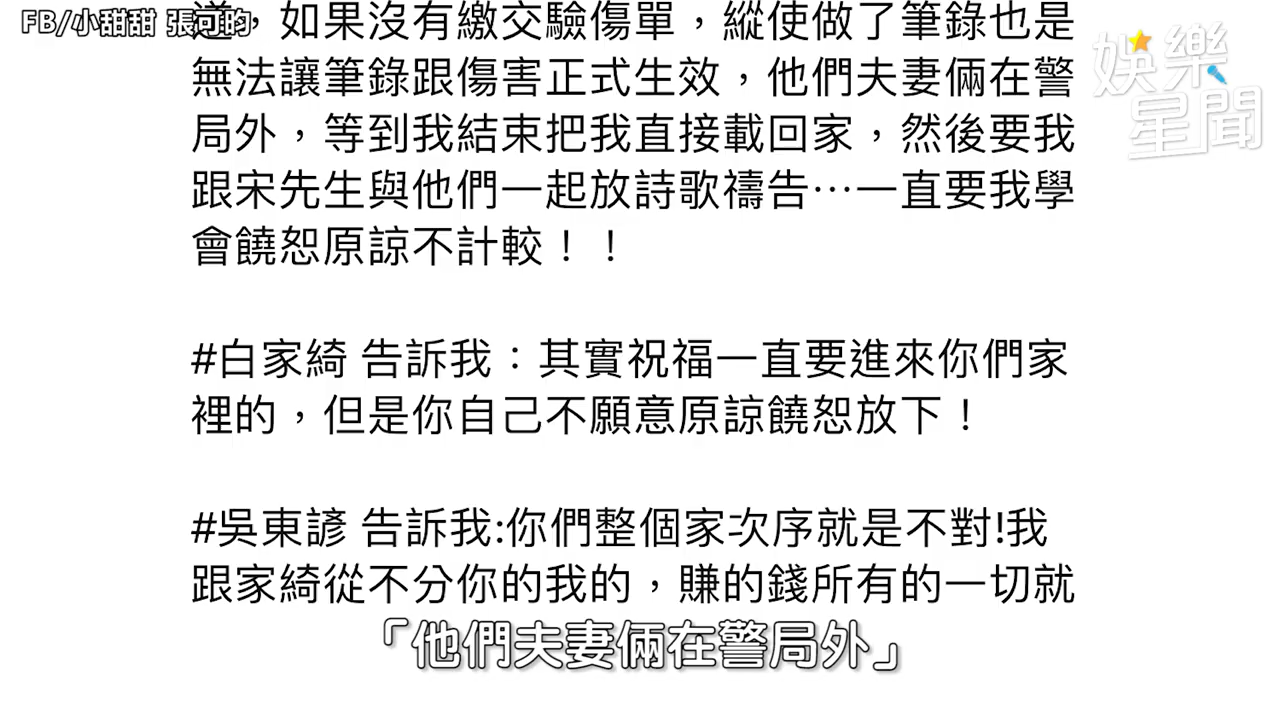 FB/小甜甜 張可昀
道，如果沒有繳交驗傷單，縱使做了筆錄也是
無法讓筆錄跟傷害正式生效，他們夫妻倆在警
局外，等到我結束把我直接載回家，然後要我
跟宋先生與他們一起放詩歌禱告⋯一直要我學
會饒恕原諒不計較！！
#白家綺 告訴我：其實祝福一直要進來你們家
裡的，但是你自己不願意原諒饒恕放下！
#吳東諺 告訴我:你們整個家次序就是不對!我
跟家綺從不分你的我的，賺的錢所有的一切就
「他們夫妻倆在警局外」
娛樂
星聞